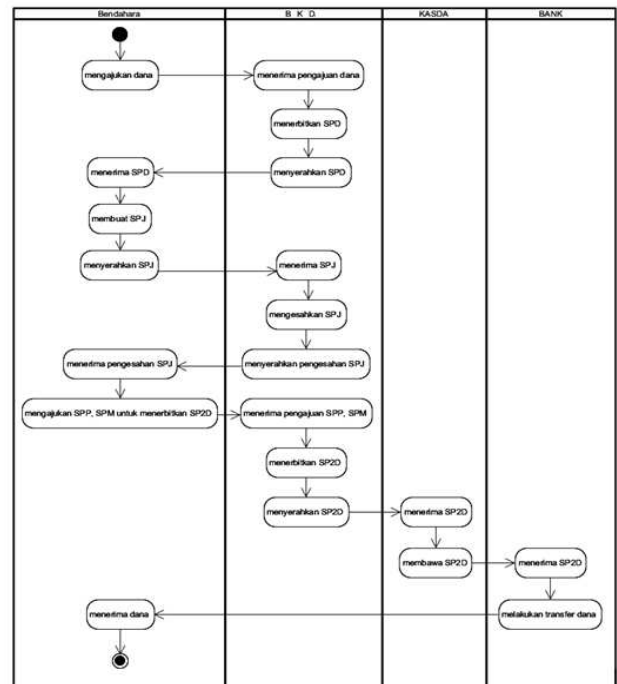 Bendahara
B K D
KASDA
BANK
mengajukan dana
menerima pengajuan dana
menerbitkan SPD
menerima SPD
menyerahkan SPD
membuat SPJ
menyerahkan SPJ
menerima SPJ
mengesahkan SPJ
menerima pengesahan SPJ
menyerahkan pengesahan SPJ
mengajukan SPP, SPM untuk menerbitkan SP2D
menerima pengajuan SPP, SPM
menerbitkan SP2D
menyerahkan SP2D
menerima SP2D
membawa SP2D
menerima SP2D
menerima dana
melakukan transfer dana